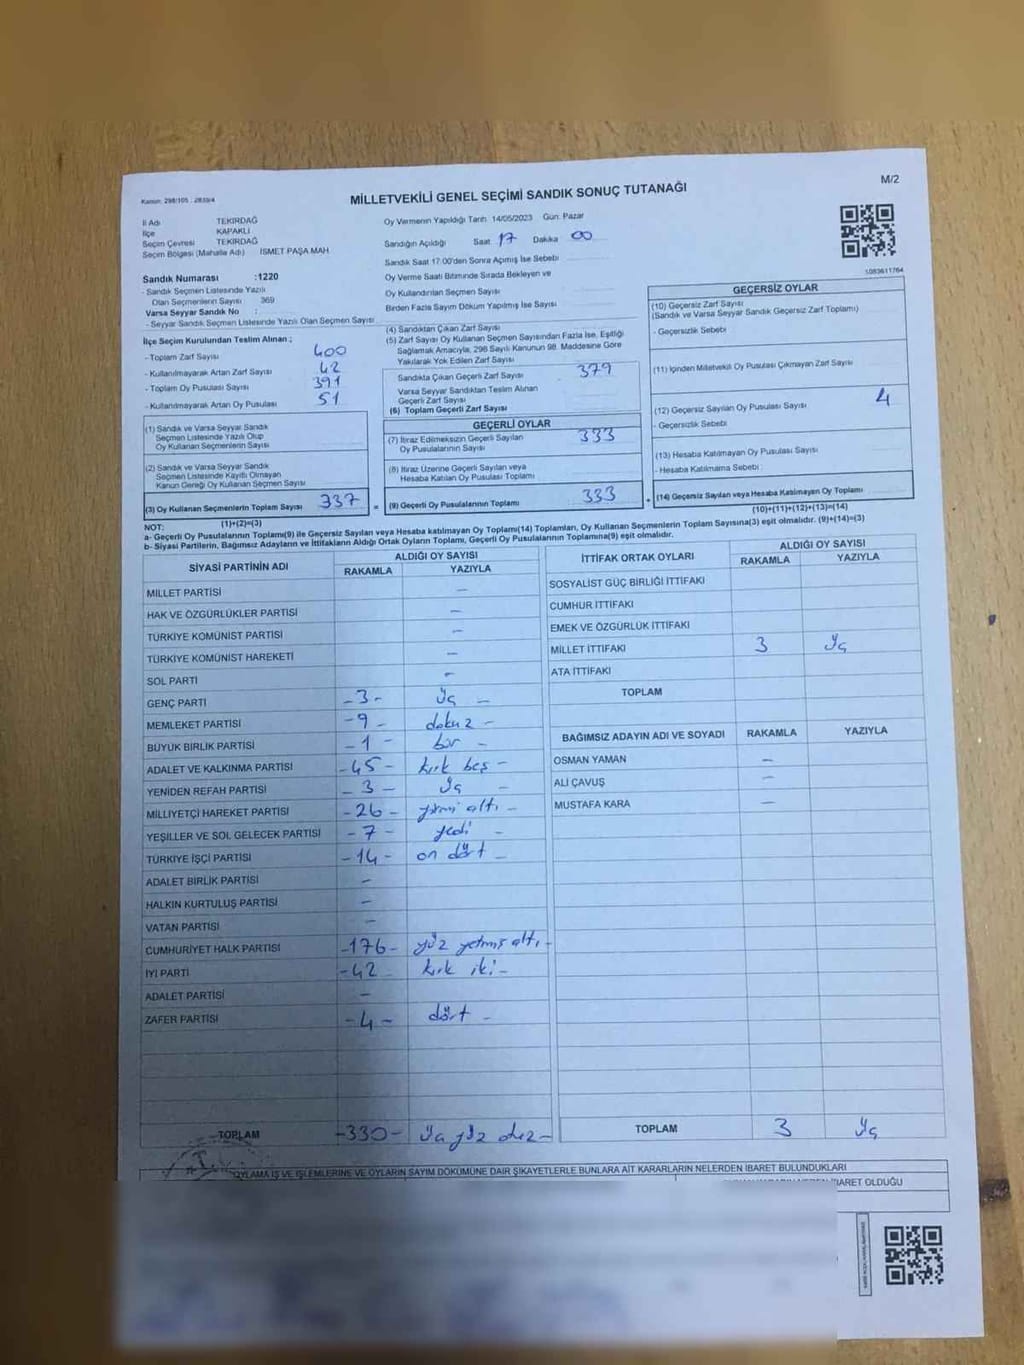 Kanun: 298/105 : 2839/4
MİLLETVEKİLİ GENEL SEÇİMİ SANDIK SONUÇ TUTANAĞI
M/2
İl Adı TEKİRDAĞ
İlçe KAPAKLI
Seçim Çevresi TEKİRDAĞ
Seçim Bölgesi (Mahalle Adı) İSMET PAŞA MAH
Sandık Numarası :1220
- Sandık Seçmen Listesinde Yazılı
Olan Seçmenlerin Sayısı 369
Varsa Seyyar Sandık No :
- Seyyar Sandık Seçmen Listesinde Yazılı Olan Seçmen Sayısı
İlçe Seçim Kurulundan Teslim Alınan ;
- Toplam Zarf Sayısı 400
- Kullanılmayarak Artan Zarf Sayısı 42
- Toplam Oy Pusulası Sayısı 391
- Kullanılmayarak Artan Oy Pusulası 51
(1) Sandık ve Varsa Seyyar Sandık
Seçmen Listesinde Yazılı Olup
Oy Kullanan Seçmenlerin Sayısı
(2) Sandık ve Varsa Seyyar Sandık
Seçmen Listesinde Kayıtlı Olmayan
Kanun Gereği Oy Kullanan Seçmen Sayısı
(3) Oy Kullanan Seçmenlerin Toplam Sayısı 337
(1)+(2)=(3)
Oy Vermenin Yapıldığı Tarih 14/05/2023 Gün: Pazar
Sandığın Açıldığı Saat 17 Dakika 00
Sandık Saat 17:00'den Sonra Açımış İse Sebebi
Oy Verme Saati Bitiminde Sırada Bekleyen ve
Oy Kullandırılan Seçmen Sayısı
Birden Fazla Sayım Döküm Yapılmış İse Sayısı
(4) Sandıktan Çıkan Zarf Sayısı
(5) Zarf Sayısı Oy Kullanan Seçmen Sayısından Fazla İse, Eşitliği
Sağlamak Amacıyla, 298 Sayılı Kanunun 98. Maddesine Göre
Yakılarak Yok Edilen Zarf Sayısı
Sandıkta Çıkan Geçerli Zarf Sayısı 379
Varsa Seyyar Sandıktan Teslim Alınan
Geçerli Zarf Sayısı
(6) Toplam Geçerli Zarf Sayısı
GEÇERLİ OYLAR
(7) İtiraz Edilmeksizin Geçerli Sayılan
Oy Pusulalarının Toplamı 333
(8) İtiraz Üzerine Geçerli Sayılan veya
Hesaba Katılan Oy Pusulası Toplamı
= (9) Geçerli Oy Pusulalarının Toplamı 333
1083611764
GEÇERSİZ OYLAR
(10) Geçersiz Zarf Sayısı
(Sandık ve Varsa Seyyar Sandık Geçersiz Zarf Toplamı)
- Geçersizlik Sebebi
(11) İçinden Milletvekili Oy Pusulası Çıkmayan Zarf Sayısı
(12) Geçersiz Sayılan Oy Pusulası Sayısı 4
- Geçersizlik Sebebi:
(13) Hesaba Katılmayan Oy Pusulası Sayısı
- Hesaba Katılmama Sebebi :
+ (14) Geçersiz Sayılan veya Hesaba Katılmayan Oy Toplamı
(10)+(11)+(12)+(13)=(14)
NOT:
a- Geçerli Oy Pusulalarının Toplamı(9) ile Geçersiz Sayılan veya Hesaba katılmayan Oy Toplamı(14) Toplamları, Oy Kullanan Seçmenlerin Toplam Sayısına(3) eşit olmalıdır. (9)+(14)=(3)
b- Siyasi Partilerin, Bağımsız Adayların ve İttifakların Aldığı Ortak Oyların Toplamı, Geçerli Oy Pusulalarının Toplamına(9) eşit olmalıdır.
SİYASİ PARTİNİN ADI ALDIĞI OY SAYISI
RAKAMLA YAZIYLA
MİLLET PARTİSİ –
HAK VE ÖZGÜRLÜKLER PARTİSİ –
TÜRKİYE KOMÜNİST PARTİSİ –
TÜRKİYE KOMÜNİST HAREKETİ –
SOL PARTİ –
GENÇ PARTİ -3- üç –
MEMLEKET PARTİSİ -9- dokuz –
BÜYÜK BİRLİK PARTİSİ -1- bir –
ADALET VE KALKINMA PARTİSİ -45- kırk beş –
YENİDEN REFAH PARTİSİ -3- üç –
MİLLİYETÇİ HAREKET PARTİSİ -26- yirmi altı –
YEŞİLLER VE SOL GELECEK PARTİSİ -7- yedi –
TÜRKİYE İŞÇİ PARTİSİ -14- on dört –
ADALET BİRLİK PARTİSİ –
HALKIN KURTULUŞ PARTİSİ –
VATAN PARTİSİ –
CUMHURİYET HALK PARTİSİ -176- yüz yetmiş altı -
İYİ PARTİ -42 kırk iki –
ADALET PARTİSİ –
ZAFER PARTİSİ -4- dört –
TOPLAM -330- üç yüz otuz –
İTTİFAK ORTAK OYLARI ALDIĞI OY SAYISI
RAKAMLA YAZIYLA
SOSYALİST GÜÇ BİRLİĞİ İTTİFAKI
CUMHUR İTTİFAKI
EMEK VE ÖZGÜRLÜK İTTİFAKI
MİLLET İTTİFAKI 3 üç
ATA İTTİFAKI
TOPLAM
BAĞIMSIZ ADAYIN ADI VE SOYADI RAKAMLA YAZIYLA
OSMAN YAMAN –
ALİ ÇAVUŞ –
MUSTAFA KARA –
TOPLAM 3 üç
OYLAMA İŞ VE İŞLEMLERİNE VE OYLARIN SAYIM DÖKÜMÜNE DAİR ŞİKAYETLERLE BUNLARA AİT KARARLARIN NELERDEN İBARET BULUNDUKLARI
İBARET OLDUĞU